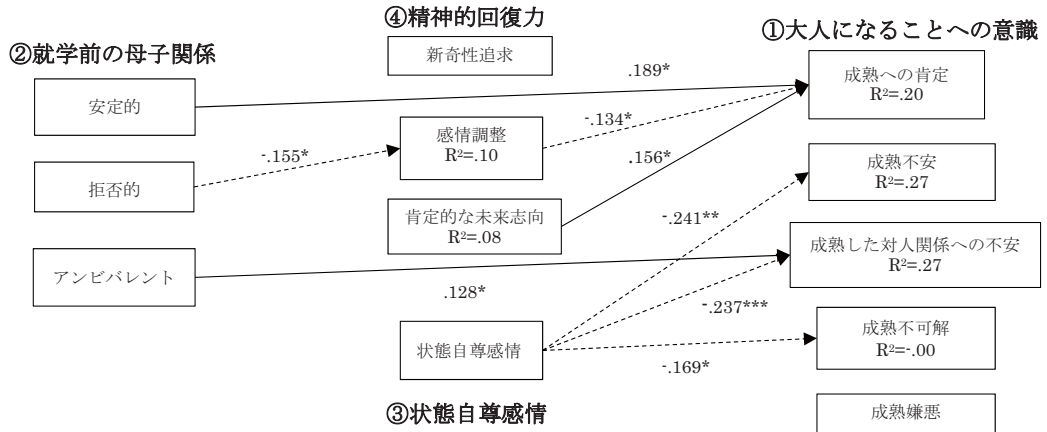 ④精神的回復力
①大人になることへの意識
②就学前の母子関係
新奇性追求
安定的
.189*
成熟への肯定
R²=.20
感情調整
R²=.10
-.134*
-.155*
拒否的
.156*
成熟不安
R²=.27
肯定的な未来志向
R²=.08
-.241**
成熟した対人関係への不安
R²=.27
アンビバレント
.128*
-.237***
状態自尊感情
成熟不可解
R²=-.00
-.169*
③状態自尊感情
成熟嫌悪